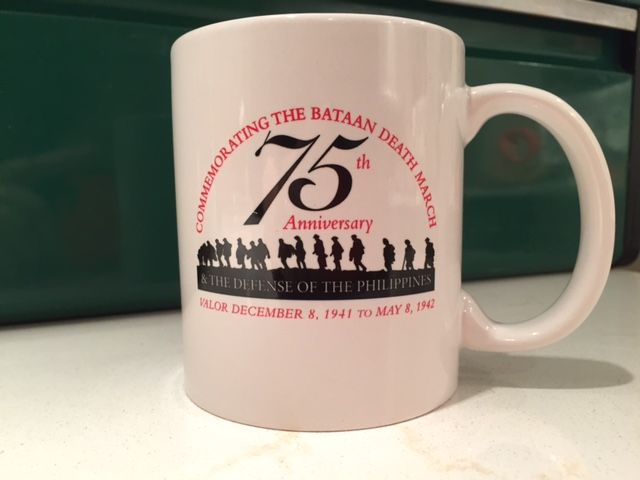 COMMEMORATING THE BATAAN DEATH MARCH
75th
Anniversary
& THE DEFENSE OF THE PHILIPPINES
VALOR DECEMBER 8, 1941 TO MAY 8, 1942